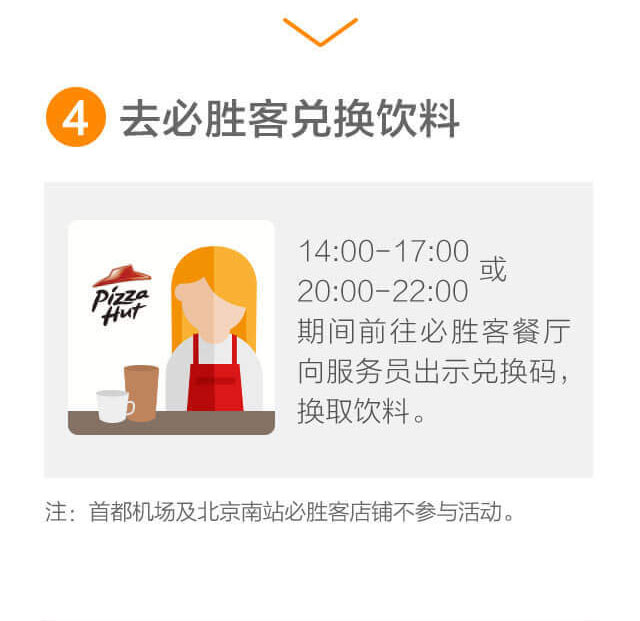 4 去必胜客兑换饮料
Pizza
Hut
14:00-17:00 或
20:00-22:00
期间前往必胜客餐厅
向服务员出示兑换码，
换取饮料。
注：首都机场及北京南站必胜客店铺不参与活动。